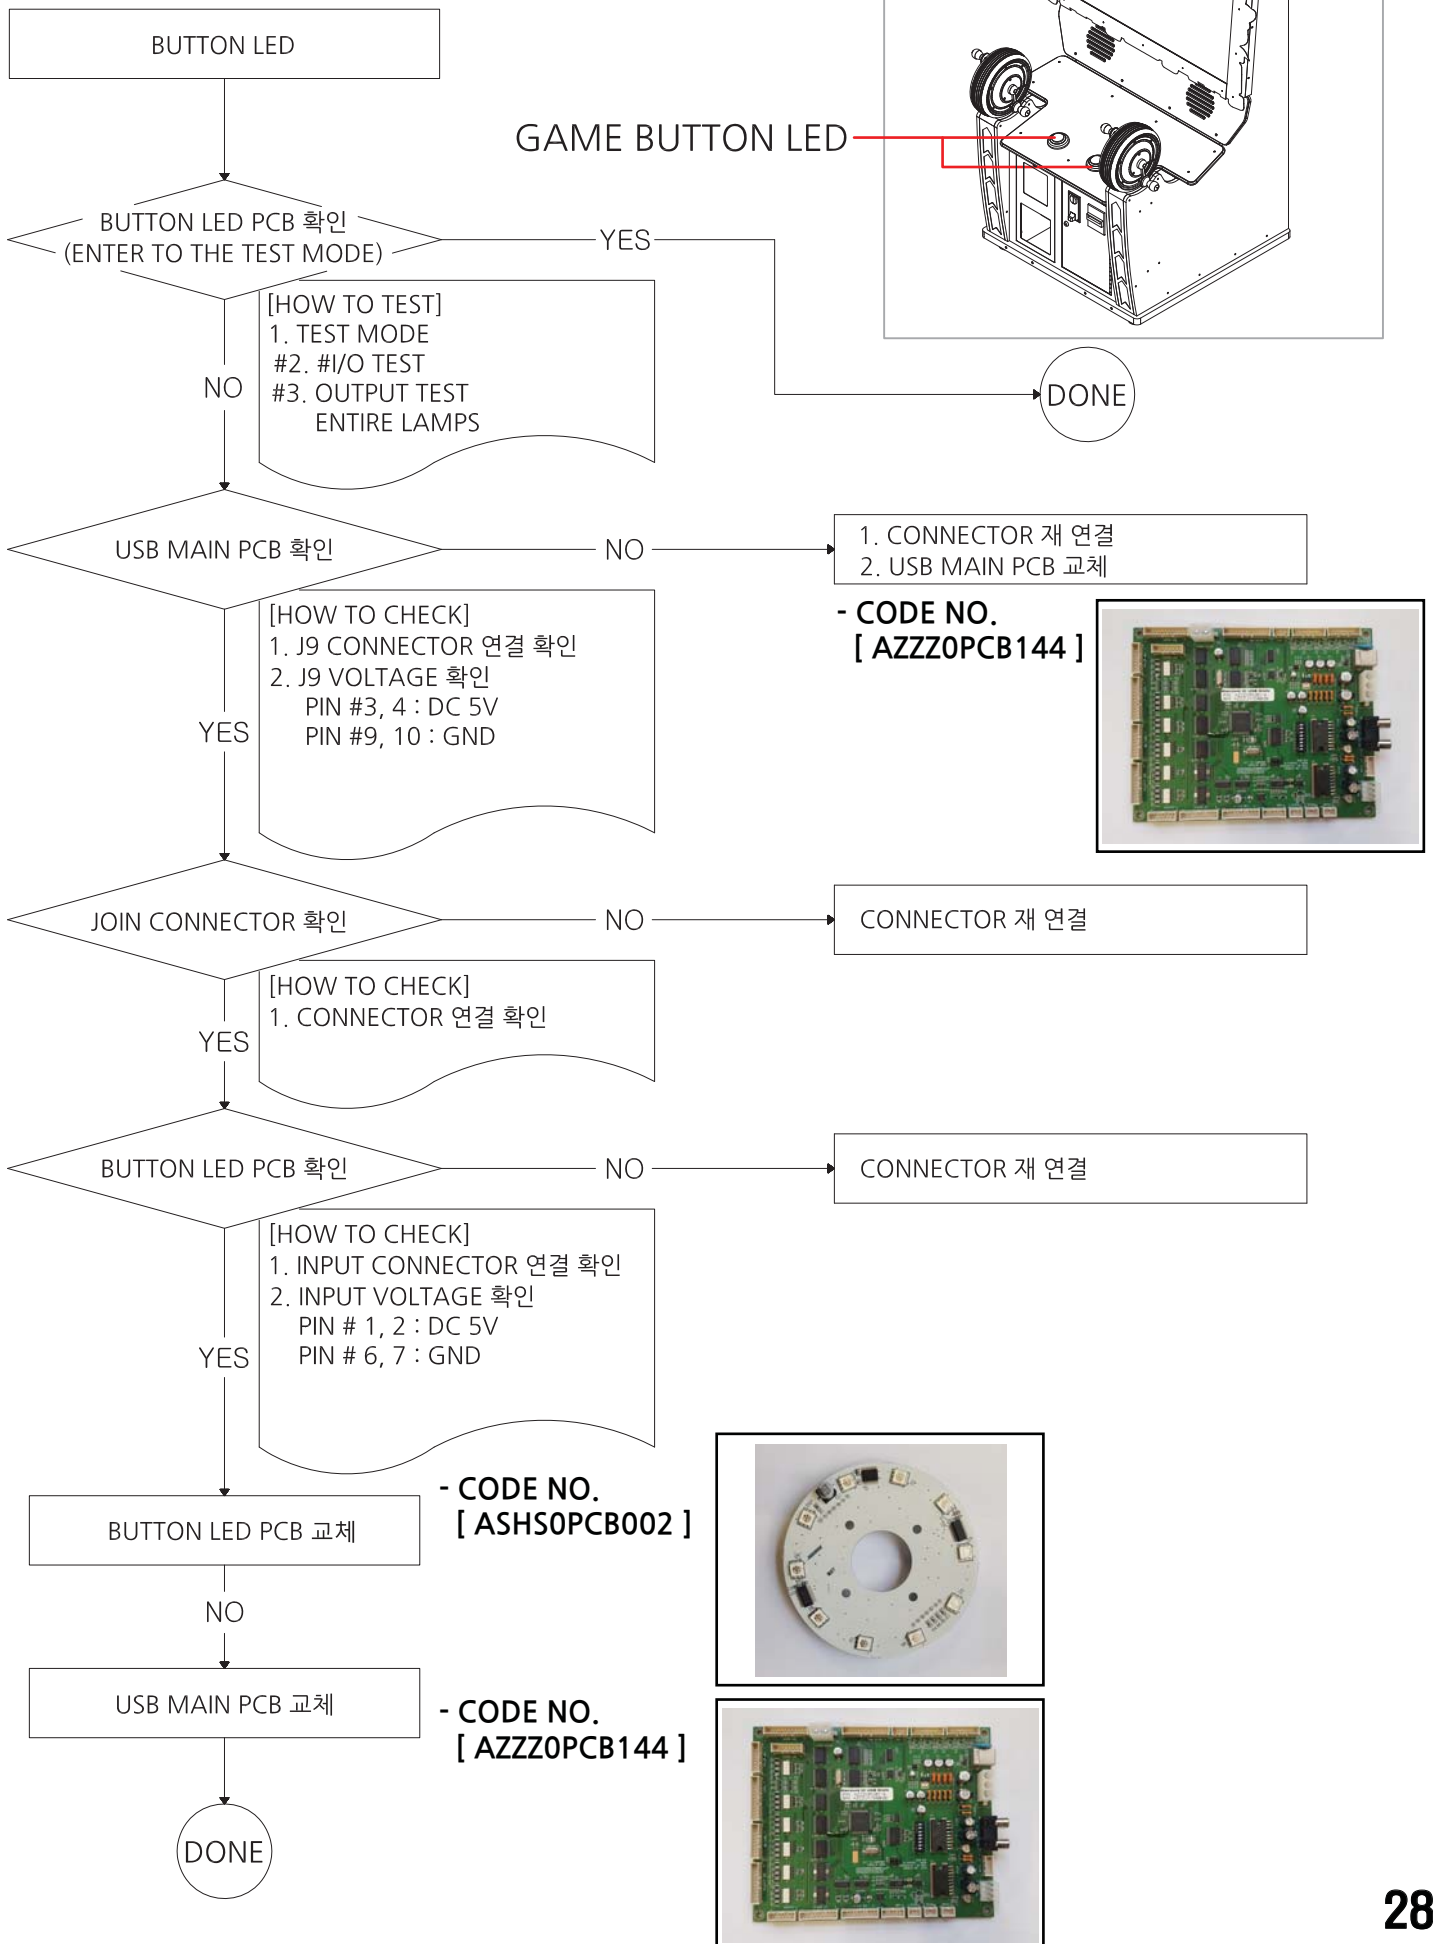 BUTTON LED
GAME BUTTON LED
BUTTON LED PCB 확인
(ENTER TO THE TEST MODE)
YES
[HOW TO TEST]
1. TEST MODE
#2. #I/O TEST
#3. OUTPUT TEST
ENTIRE LAMPS
NO
DONE
USB MAIN PCB 확인
NO
1. CONNECTOR 재 연결
2. USB MAIN PCB 교체
- CODE NO.
[ AZZZ0PCB144 ]
[HOW TO CHECK]
1. J9 CONNECTOR 연결 확인
2. J9 VOLTAGE 확인
PIN #3, 4 : DC 5V
PIN #9, 10 : GND
YES
JOIN CONNECTOR 확인
NO
CONNECTOR 재 연결
[HOW TO CHECK]
1. CONNECTOR 연결 확인
YES
BUTTON LED PCB 확인
NO
CONNECTOR 재 연결
[HOW TO CHECK]
1. INPUT CONNECTOR 연결 확인
2. INPUT VOLTAGE 확인
PIN # 1, 2 : DC 5V
PIN # 6, 7 : GND
YES
BUTTON LED PCB 교체
- CODE NO.
[ ASHS0PCB002 ]
NO
USB MAIN PCB 교체
- CODE NO.
[ AZZZ0PCB144 ]
DONE
28